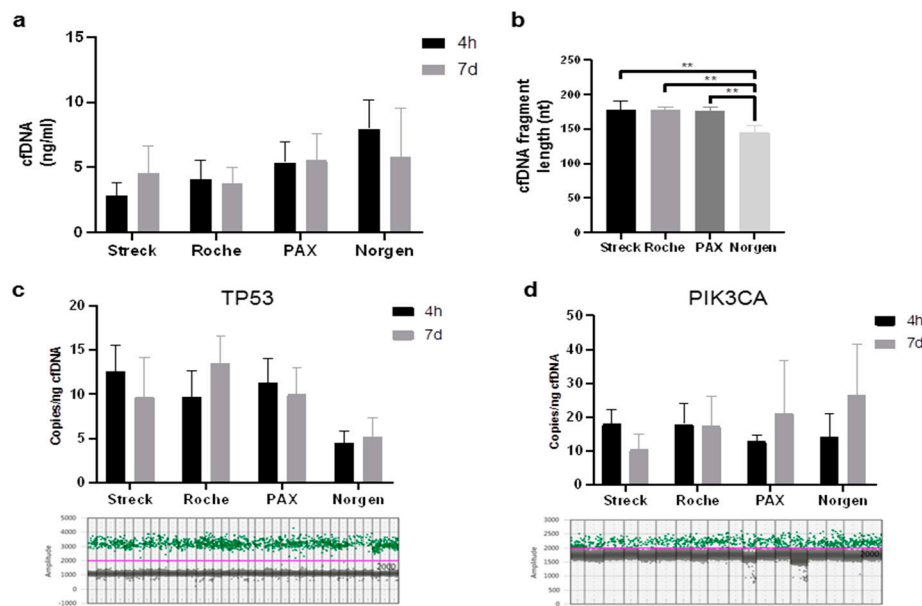 a
15
10
5
0
cfDNA
(ng/ml)
4h
7d
Streck Roche PAX Norgen
b
250
200
150
100
50
0
cfDNA fragment
length (nt)
**
**
**
Streck Roche PAX Norgen
c
TP53
20
15
10
5
0
Copies/ng cfDNA
4h
7d
Streck Roche PAX Norgen
5000
4000
3000
2000
1000
0
-1000
Amplitude
2000
d
PIK3CA
50
40
30
20
10
0
Copies/ng cfDNA
4h
7d
Streck Roche PAX Norgen
3000
2500
2000
1500
1000
500
0
Amplitude
2000